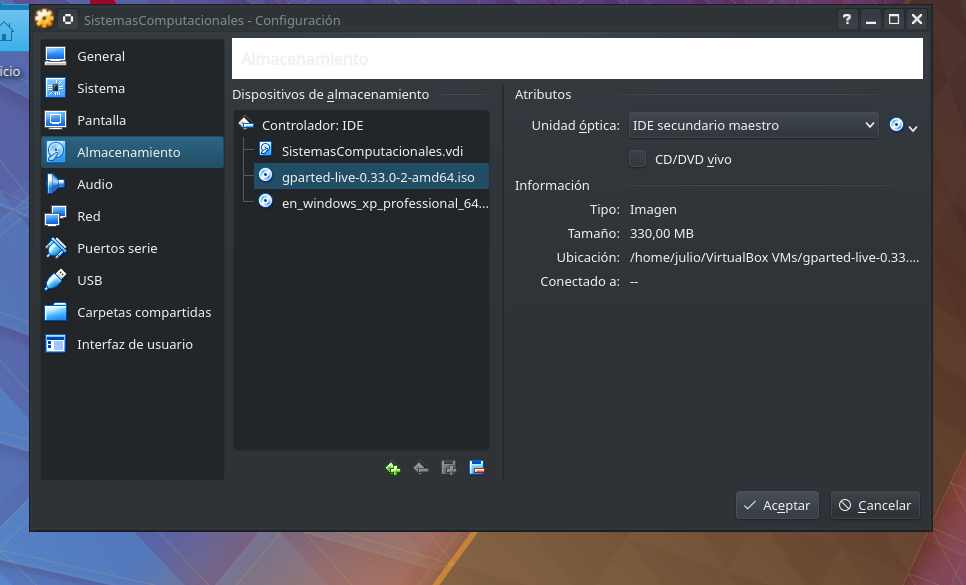 SistemasComputacionales - Configuración
?
icio
General
Sistema
Pantalla
Almacenamiento
Audio
Red
Puertos serie
USB
Carpetas compartidas
Interfaz de usuario
Almacenamiento
Dispositivos de almacenamiento
Controlador: IDE
SistemasComputacionales.vdi
gparted-live-0.33.0-2-amd64.iso
en_windows_xp_professional_64...
Atributos
Unidad óptica: IDE secundario maestro
CD/DVD vivo
Información
Tipo: Imagen
Tamaño: 330,00 MB
Ubicación: /home/julio/VirtualBox VMs/gparted-live-0.33....
Conectado a: --
Aceptar
Cancelar